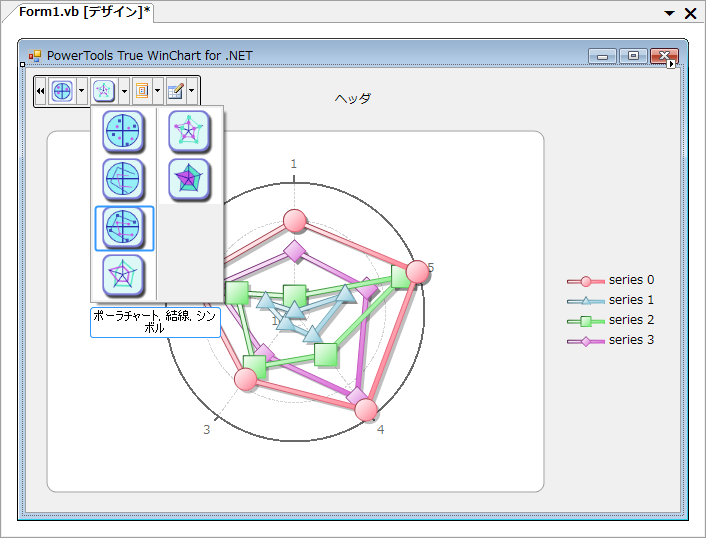 Form1.vb [デザイン]*
PowerTools True WinChart for .NET
ヘッダ
1
5
ポーラチャート, 結線, シン
ボル
1
3
4
series 0
series 1
series 2
series 3